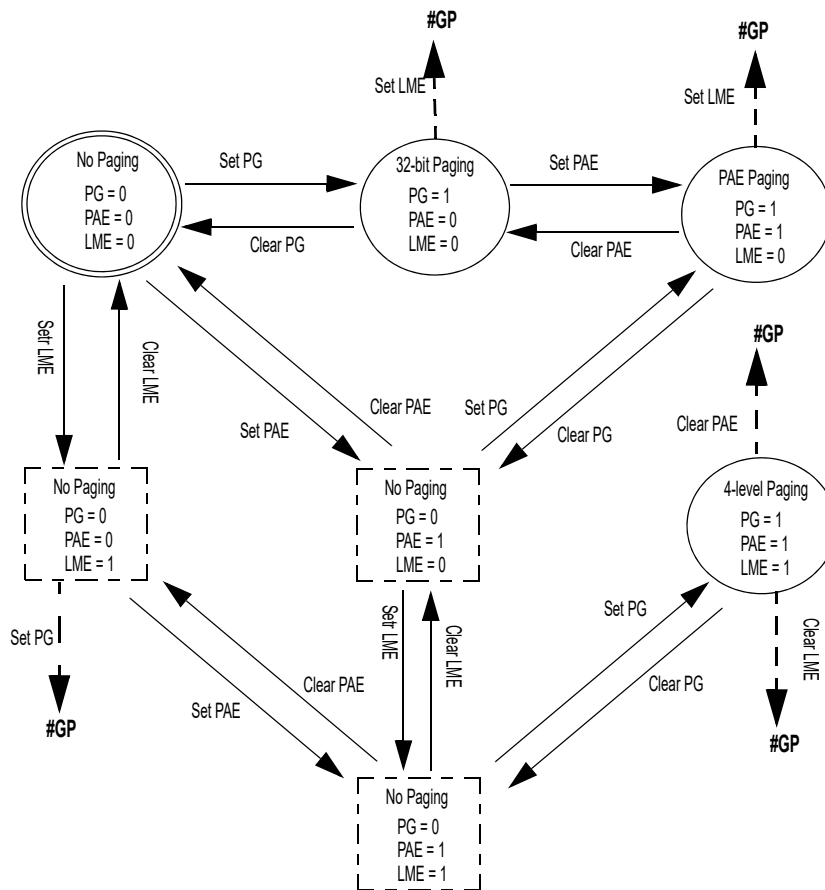 #GP
#GP
Set LME
Set LME
No Paging
PG = 0
PAE = 0
LME = 0
Set PG
Clear PG
32-bit Paging
PG = 1
PAE = 0
LME = 0
Set PAE
Clear PAE
PAE Paging
PG = 1
PAE = 1
LME = 0
Setr LME
Clear LME
Set PAE
Clear PAE
Set PG
Clear PG
#GP
Clear PAE
No Paging
PG = 0
PAE = 0
LME = 1
No Paging
PG = 0
PAE = 1
LME = 0
4-level Paging
PG = 1
PAE = 1
LME = 1
Set PG
#GP
Set PAE
Clear PAE
Setr LME
Clear LME
Set PG
Clear PG
Clear LME
#GP
No Paging
PG = 0
PAE = 1
LME = 1